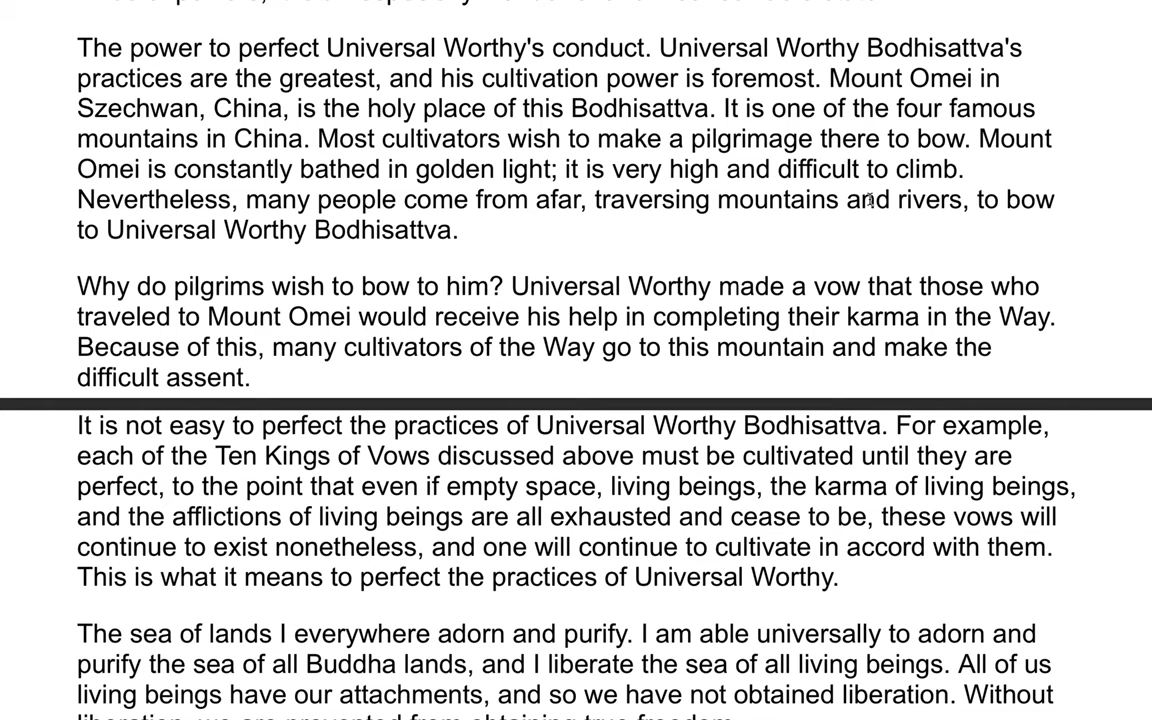 The power to perfect Universal Worthy's conduct. Universal Worthy Bodhisattva's
practices are the greatest, and his cultivation power is foremost. Mount Omei in
Szechwan, China, is the holy place of this Bodhisattva. It is one of the four famous
mountains in China. Most cultivators wish to make a pilgrimage there to bow. Mount
Omei is constantly bathed in golden light; it is very high and difficult to climb.
Nevertheless, many people come from afar, traversing mountains and rivers, to bow
to Universal Worthy Bodhisattva.
Why do pilgrims wish to bow to him? Universal Worthy made a vow that those who
traveled to Mount Omei would receive his help in completing their karma in the Way.
Because of this, many cultivators of the Way go to this mountain and make the
difficult assent.
It is not easy to perfect the practices of Universal Worthy Bodhisattva. For example,
each of the Ten Kings of Vows discussed above must be cultivated until they are
perfect, to the point that even if empty space, living beings, the karma of living beings,
and the afflictions of living beings are all exhausted and cease to be, these vows will
continue to exist nonetheless, and one will continue to cultivate in accord with them.
This is what it means to perfect the practices of Universal Worthy.
The sea of lands I everywhere adorn and purify. I am able universally to adorn and
purify the sea of all Buddha lands, and I liberate the sea of all living beings. All of us
living beings have our attachments, and so we have not obtained liberation. Without